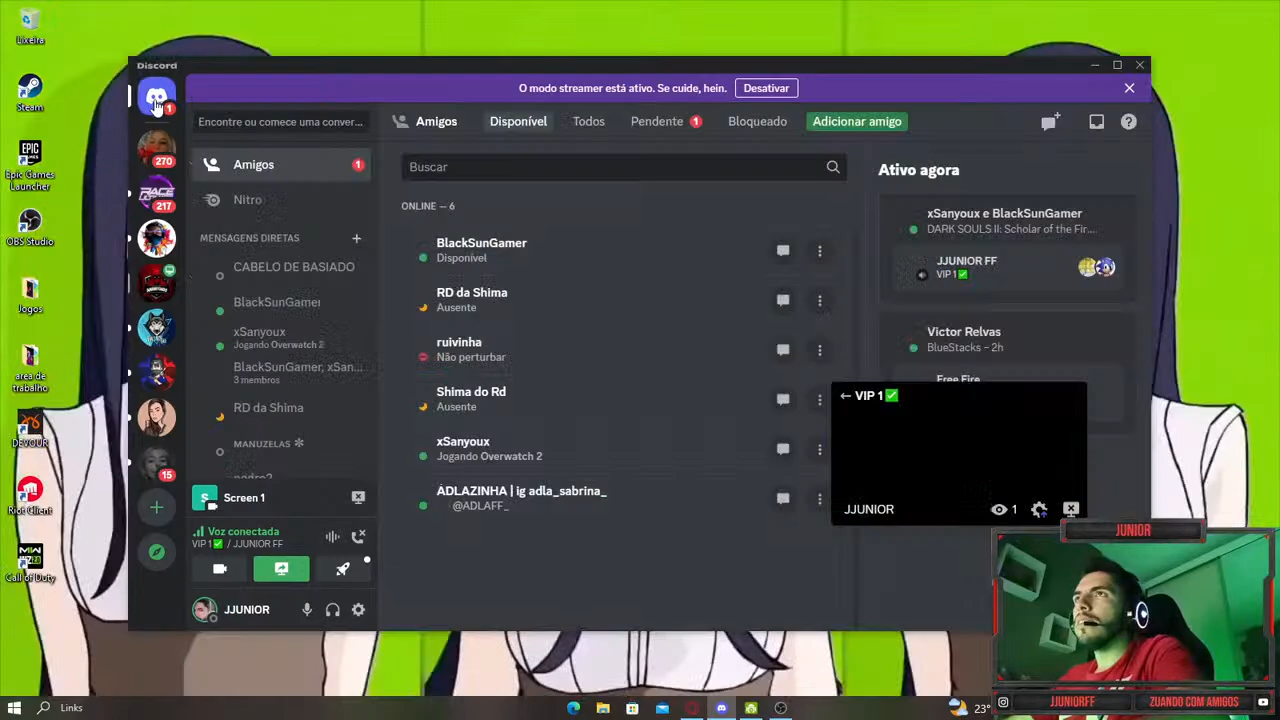 Lixeira
Steam
Epic Games
Launcher
OBS Studio
Jogos
area de
trabalho
DEVOUR
Riot Client
Call of Duty
Discord
O modo streamer está ativo. Se cuide, hein.
Desativar
1
270
217
15
Encontre ou comece uma conver...
Amigos
Disponível
Todos
Pendente 1
Bloqueado
Adicionar amigo
Amigos 1
Nitro
MENSAGENS DIRETAS
CABELO DE BASIADO
BlackSunGamer
xSanyoux
Jogando Overwatch 2
BlackSunGamer, xSan...
3 membros
RD da Shima
MANUZELAS
Screen 1
Voz conectada
VIP 1✅ / JJUNIOR FF
JJUNIOR
Buscar
ONLINE — 6
BlackSunGamer
Disponível
RD da Shima
Ausente
ruivinha
Não perturbar
Shima do Rd
Ausente
xSanyoux
Jogando Overwatch 2
ADLAZINHA | ig adla_sabrina_
@ADLAFF_
Ativo agora
xSanyoux e BlackSunGamer
DARK SOULS II: Scholar of the Fir...
JJUNIOR FF
VIP 1✅
Victor Relvas
BlueStacks – 2h
Free Fire
← VIP 1✅
JJUNIOR
1
JUNIOR
JJUNIORFF
ZUANDO COM AMIGOS
Links
23°